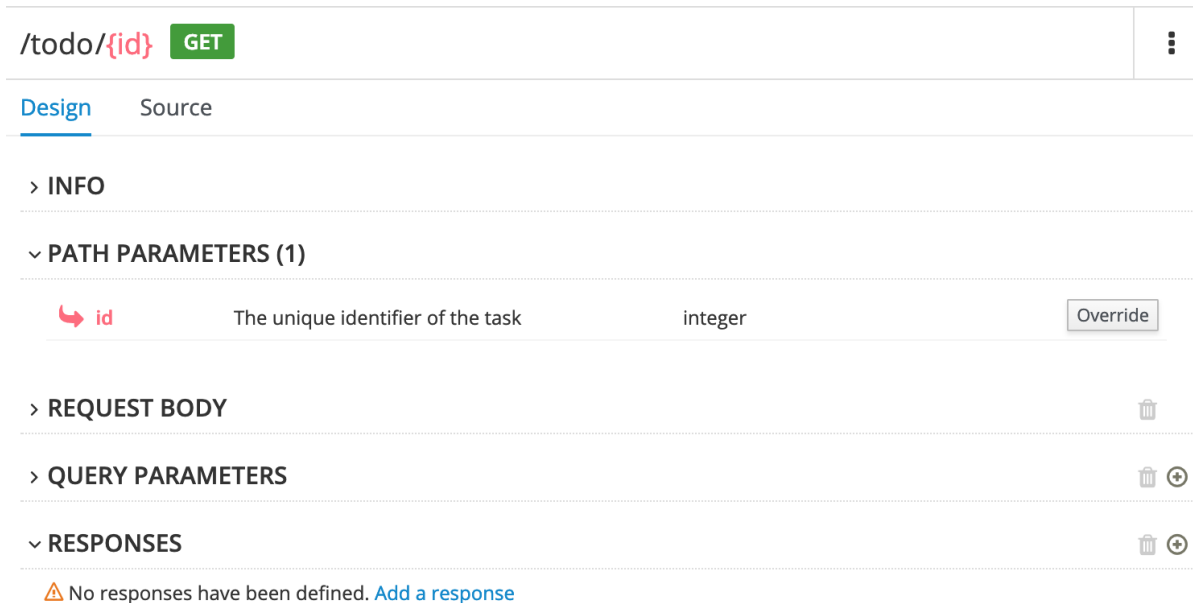 /todo/{id} GET
Design Source
INFO
PATH PARAMETERS (1)
id The unique identifier of the task integer Override
REQUEST BODY
QUERY PARAMETERS
RESPONSES
No responses have been defined. Add a response